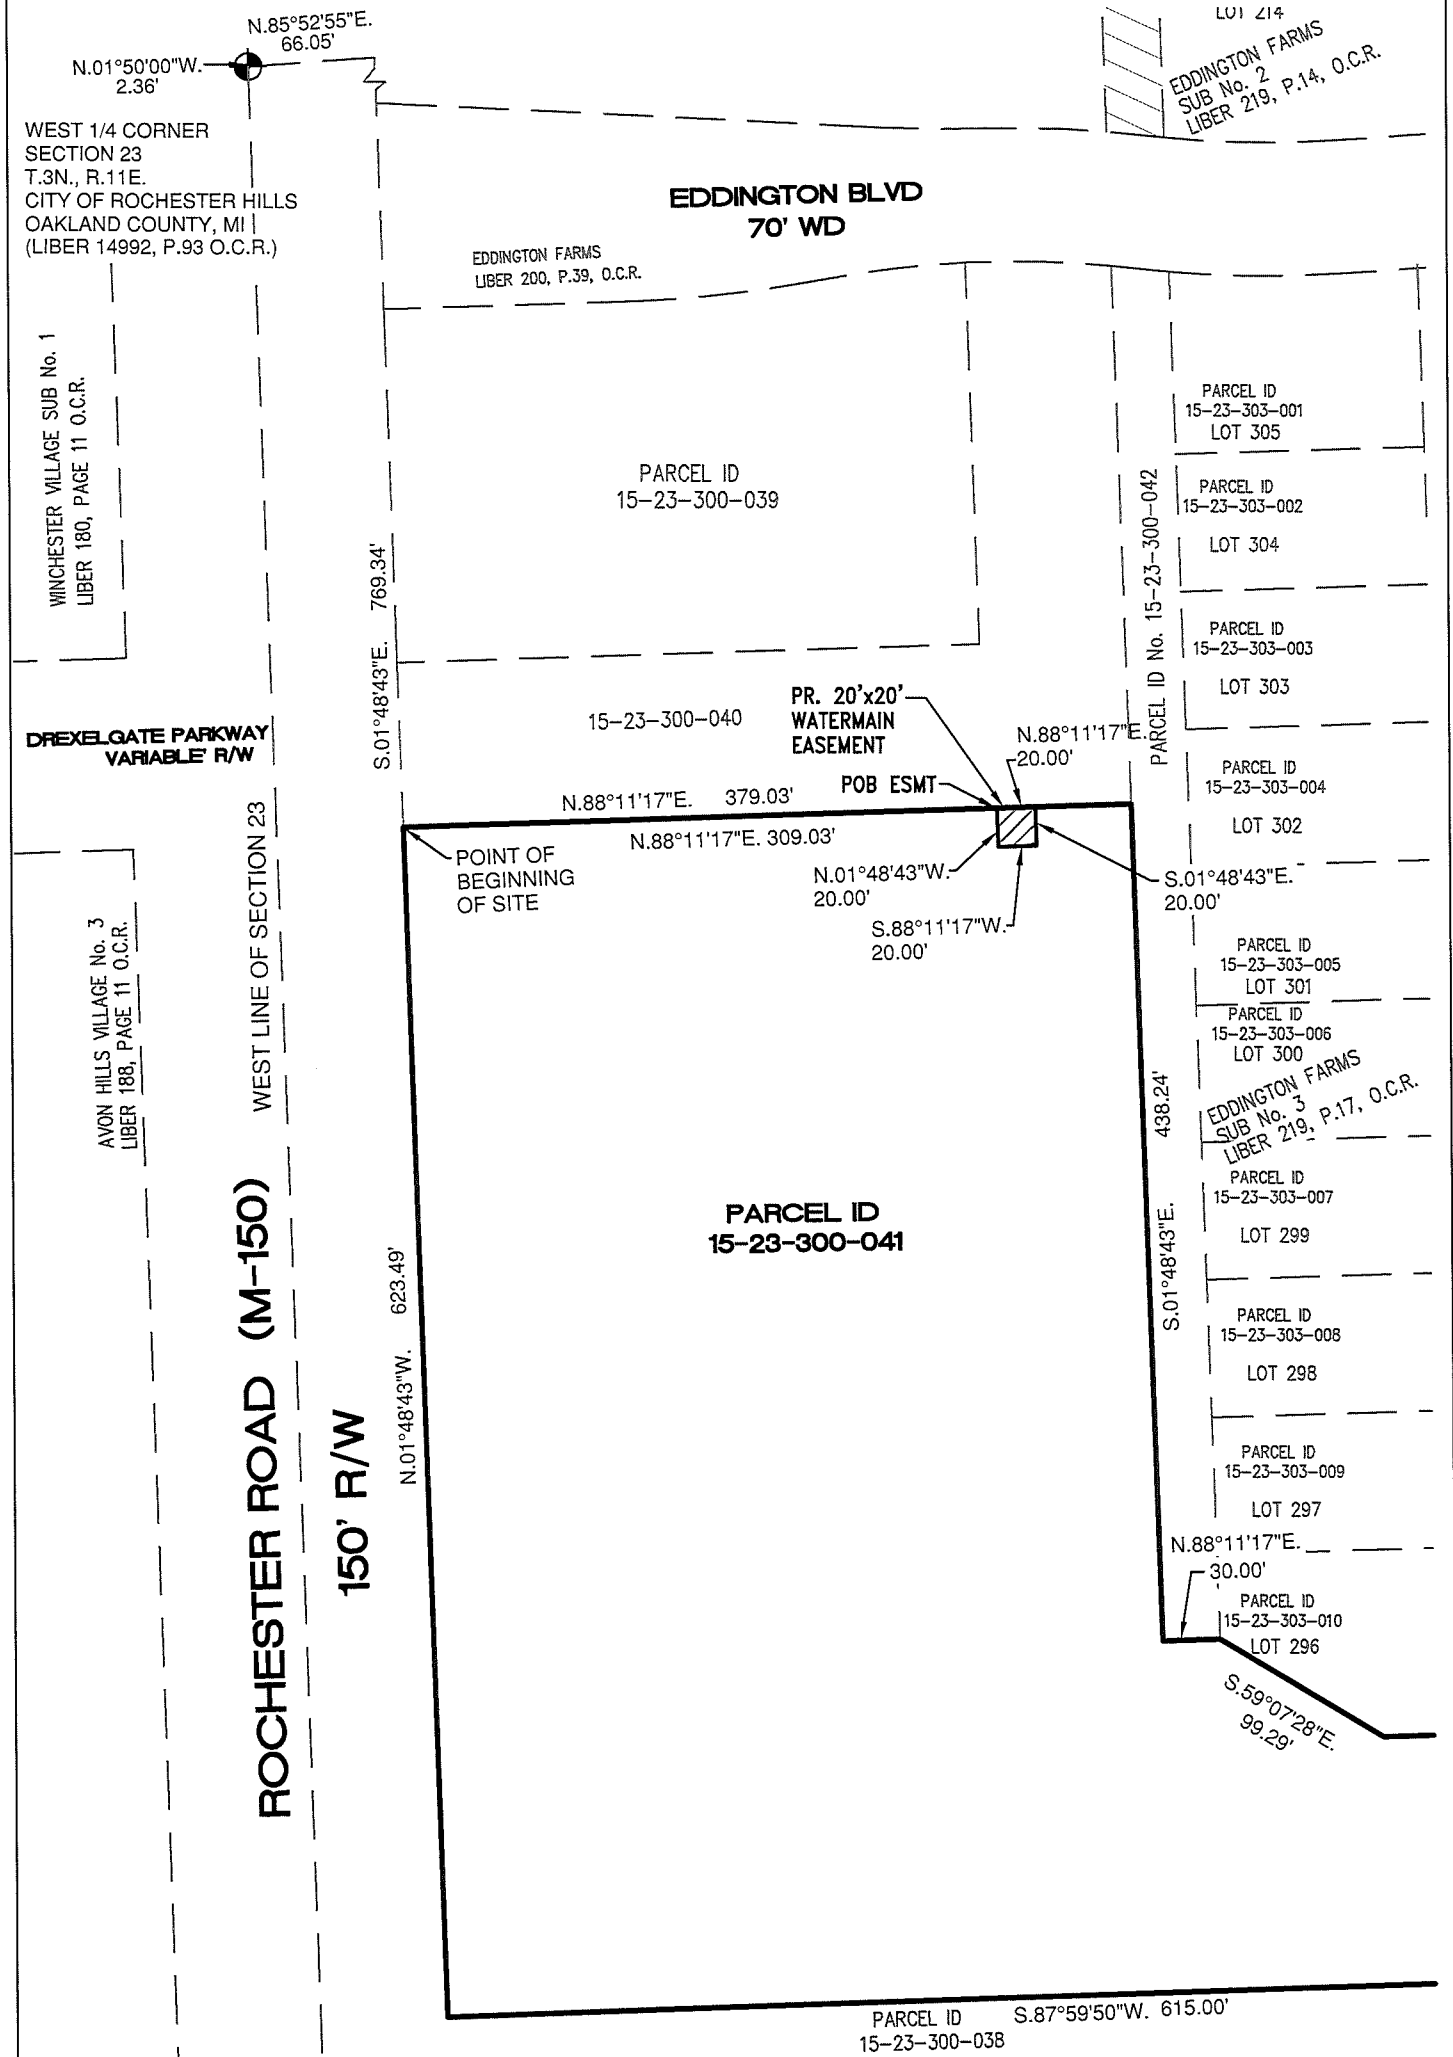 N.85°52'55"E.
66.05'
N.01°50'00"W.
2.36'
WEST 1/4 CORNER
SECTION 23
T.3N., R.11E.
CITY OF ROCHESTER HILLS
OAKLAND COUNTY, MI
(LIBER 14992, P.93 O.C.R.)
LOT 214
EDDINGTON FARMS
SUB No. 2
LIBER 219, P.14, O.C.R.
EDDINGTON BLVD
70' WD
EDDINGTON FARMS
LIBER 200, P.39, O.C.R.
WINCHESTER VILLAGE SUB No. 1
LIBER 180, PAGE 11 O.C.R.
S.01°48'43"E. 769.34'
PARCEL ID
15-23-300-039
PARCEL ID No. 15-23-300-042
PARCEL ID
15-23-303-001
LOT 305
PARCEL ID
15-23-303-002
LOT 304
PARCEL ID
15-23-303-003
LOT 303
PARCEL ID
15-23-303-004
LOT 302
15-23-300-040
PR. 20'x20'
WATERMAIN
EASEMENT
N.88°11'17"E.
20.00'
POB ESMT
DREXELGATE PARKWAY
VARIABLE' R/W
N.88°11'17"E. 379.03'
N.88°11'17"E. 309.03'
POINT OF
BEGINNING
OF SITE
N.01°48'43"W.
20.00'
S.88°11'17"W.
20.00'
S.01°48'43"E.
20.00'
WEST LINE OF SECTION 23
AVON HILLS VILLAGE No. 3
LIBER 188, PAGE 11 O.C.R.
PARCEL ID
15-23-303-005
LOT 301
PARCEL ID
15-23-303-006
LOT 300
EDDINGTON FARMS
SUB No. 3
LIBER 219, P.17, O.C.R.
PARCEL ID
15-23-303-007
LOT 299
PARCEL ID
15-23-303-008
LOT 298
PARCEL ID
15-23-303-009
LOT 297
S.01°48'43"E. 438.24'
PARCEL ID
15-23-300-041
N.01°48'43"W. 623.49'
ROCHESTER ROAD (M-150)
150' R/W
N.88°11'17"E.
30.00'
PARCEL ID
15-23-303-010
LOT 296
S.59°07'28"E.
99.29'
PARCEL ID
15-23-300-038
S.87°59'50"W. 615.00'